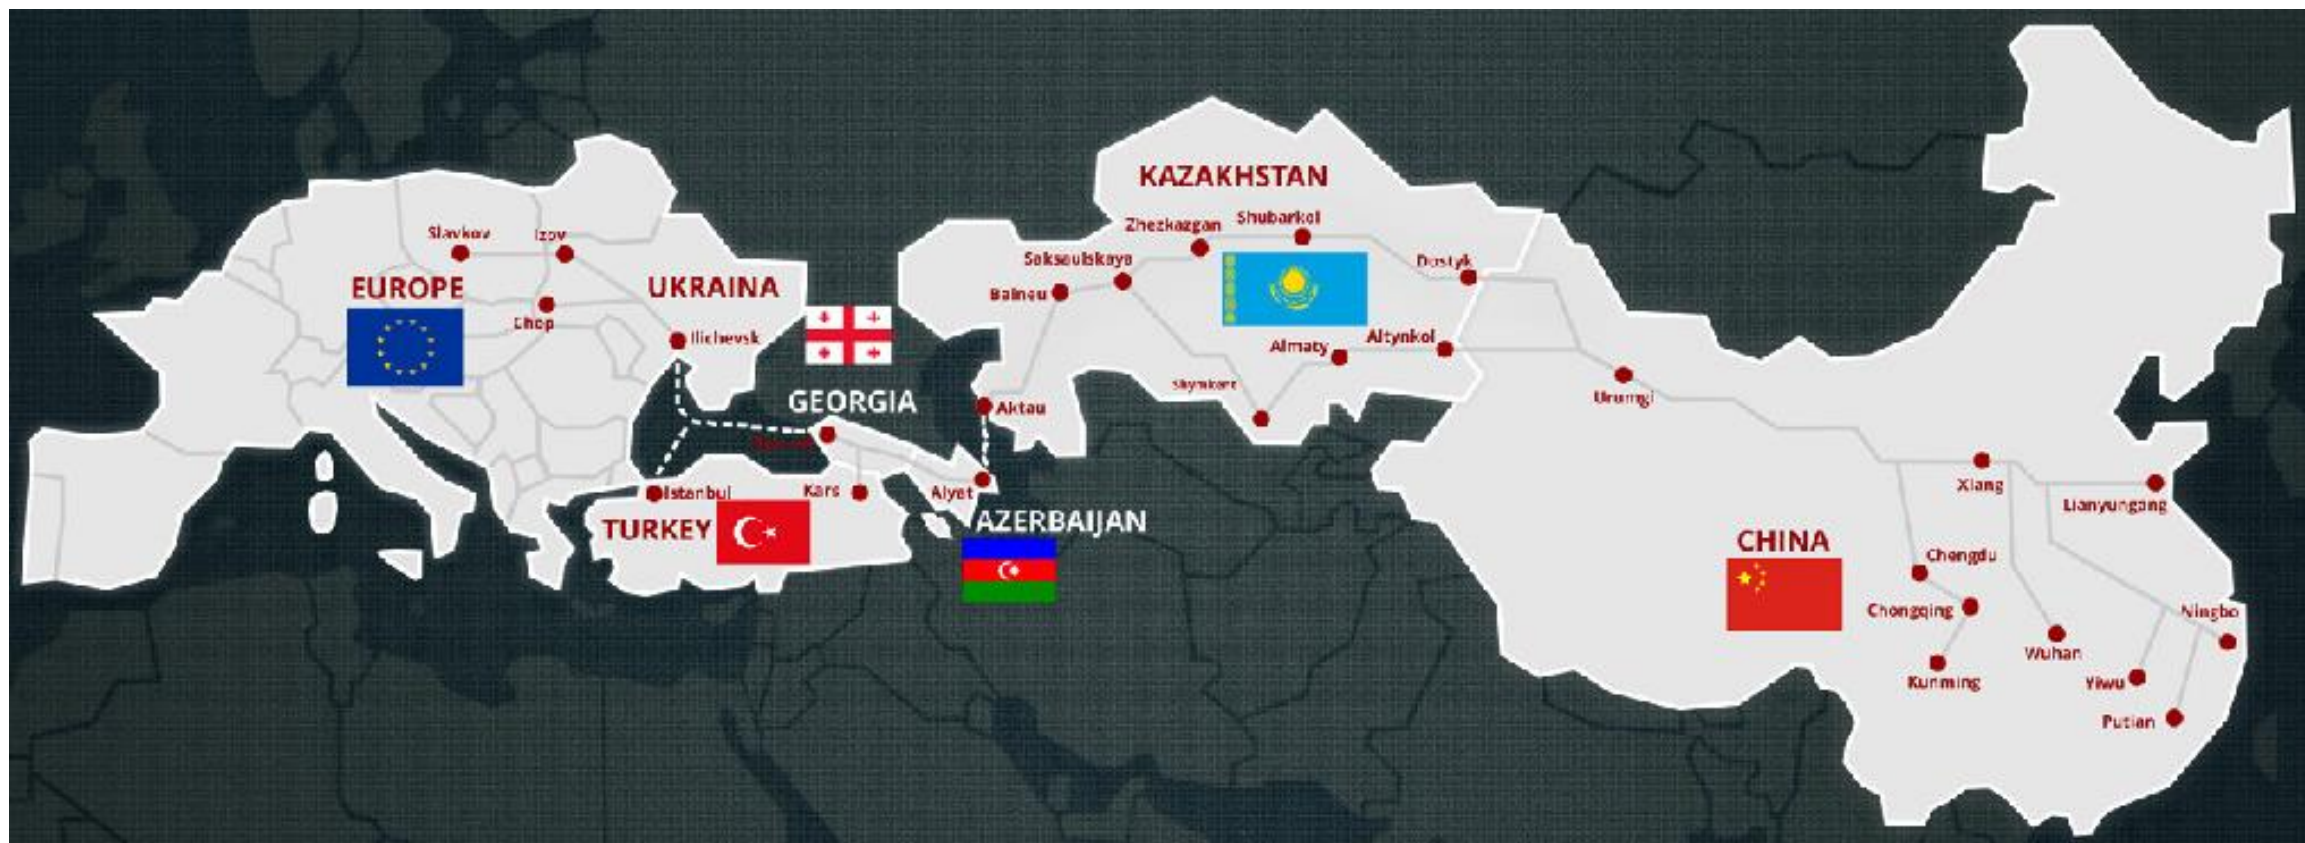 KAZAKHSTAN
Zhezkazgan
Shubarkol
Slavkov
Izov
Saksaulskaya
Dostyk
EUROPE
UKRAINA
Beineu
Chop
Ilichevsk
Almaty
Altynkol
Shymkent
Urumqi
GEORGIA
Aktau
Istanbul
Kars
Alyat
Xiang
Lianyungang
TURKEY
AZERBAIJAN
CHINA
Chengdu
Chongqing
Ningbo
Wuhan
Kunming
Yiwu
Putian